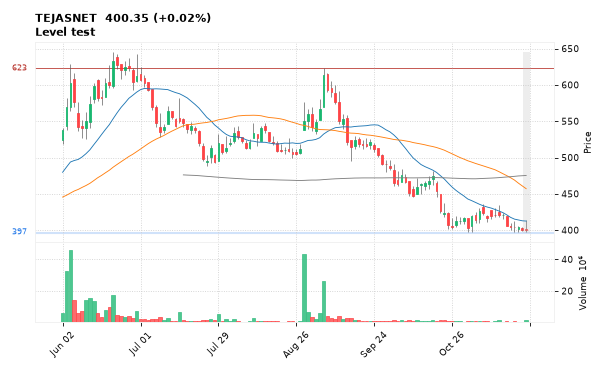 TEJASNET 400.35 (+0.02%)
Level test
623
397
650
600
550
500
450
400
Price
40
20
Volume 10⁶
Jun 02
Jul 01
Jul 29
Aug 26
Sep 24
Oct 26